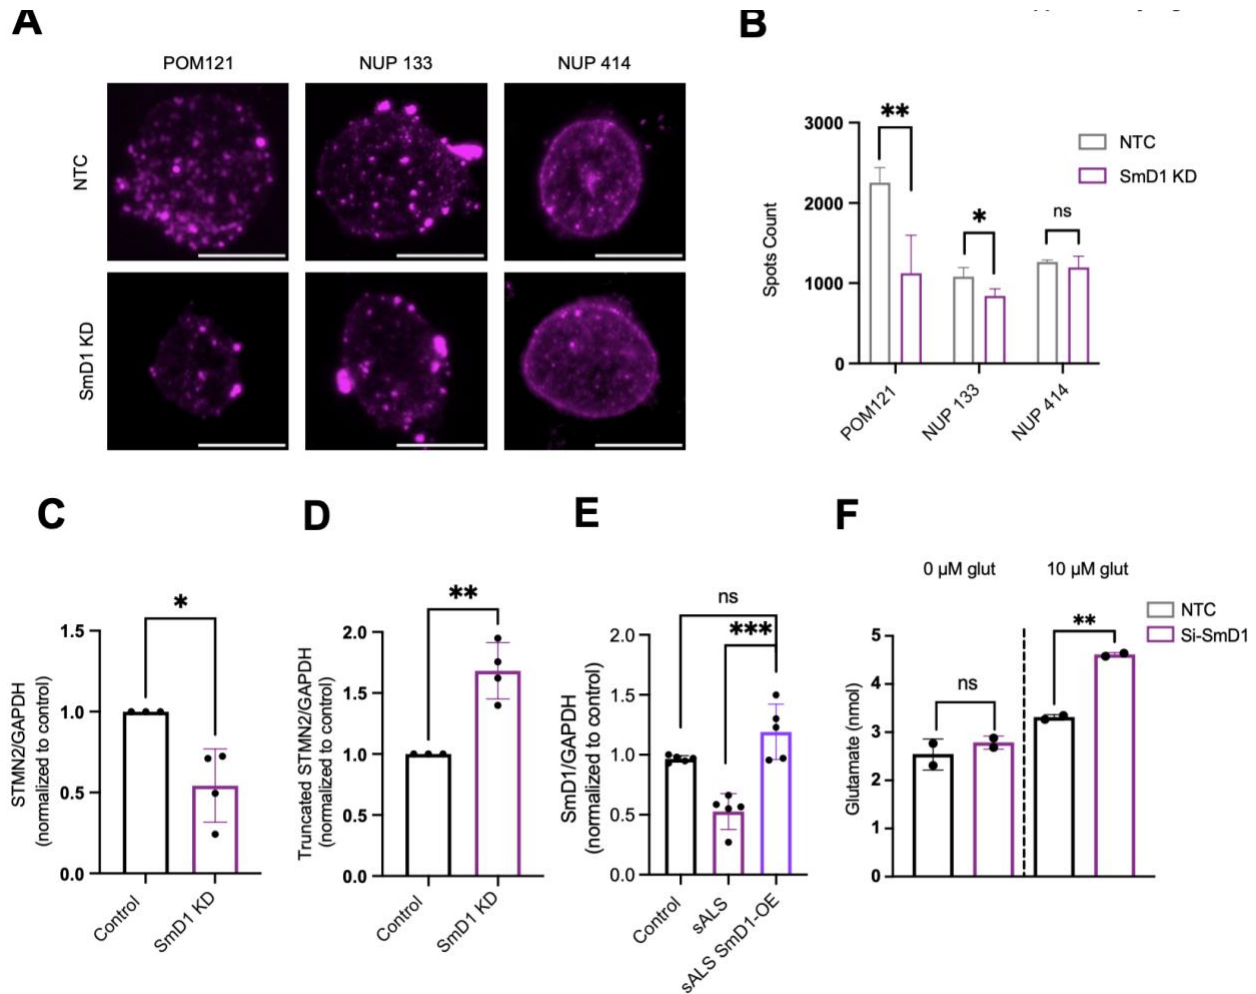 A
B
POM121 NUP 133 NUP 414
NTC
SmD1 KD
Spots Count
3000
2000
1000
0
** * ns
NTC
SmD1 KD
POM121 NUP 133 NUP 414
C
STMN2/GAPDH
(normalized to control)
1.5
1.0
0.5
0.0
*
Control SmD1 KD
D
Truncated STMN2/GAPDH
(normalized to control)
2.0
1.5
1.0
0.5
0.0
**
Control SmD1 KD
E
SmD1/GAPDH
(normalized to control)
2.0
1.5
1.0
0.5
0.0
ns
***
Control sALS sALS SmD1-OE
F
0 µM glut 10 µM glut
NTC
Si-SmD1
Glutamate (nmol)
5
4
3
2
1
0
ns **